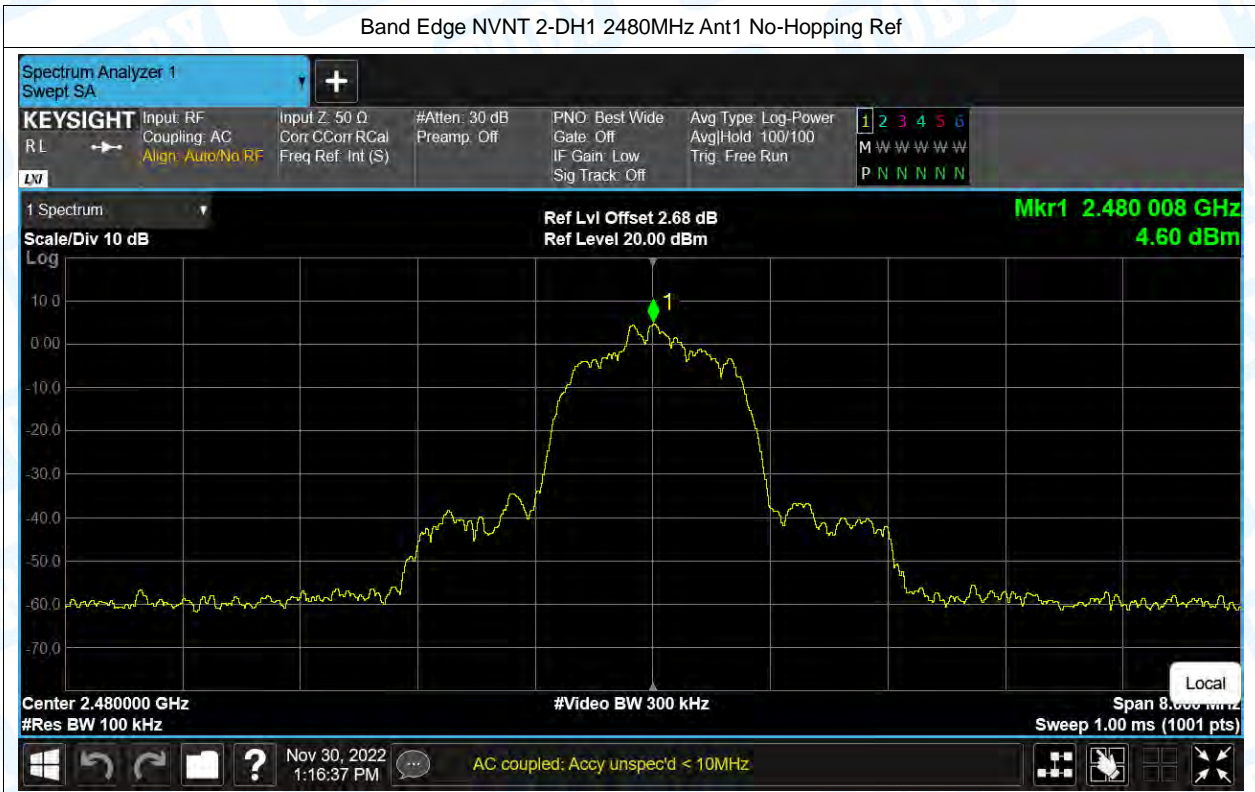 Band Edge NVNT 2-DH1 2480MHz Ant1 No-Hopping Ref
Spectrum Analyzer 1
Swept SA
+
KEYSIGHT
RL
LXI
Input: RF
Coupling: AC
Align: Auto/No RF
Input Z: 50 Ω
Corr CCorr RCal
Freq Ref: Int (S)
#Atten: 30 dB
Preamp: Off
PNO: Best Wide
Gate: Off
IF Gain: Low
Sig Track: Off
Avg Type: Log-Power
Avg|Hold: 100/100
Trig: Free Run
1 2 3 4 5 6
M W W W W W
P N N N N N
1 Spectrum
Scale/Div 10 dB
Ref Lvl Offset 2.68 dB
Ref Level 20.00 dBm
Mkr1 2.480 008 GHz
4.60 dBm
Log
10.0
0.00
-10.0
-20.0
-30.0
-40.0
-50.0
-60.0
-70.0
1
Center 2.480000 GHz
#Res BW 100 kHz
#Video BW 300 kHz
Local
Span 8.000 MHz
Sweep 1.00 ms (1001 pts)
?
Nov 30, 2022
1:16:37 PM
AC coupled: Accy unspec'd < 10MHz